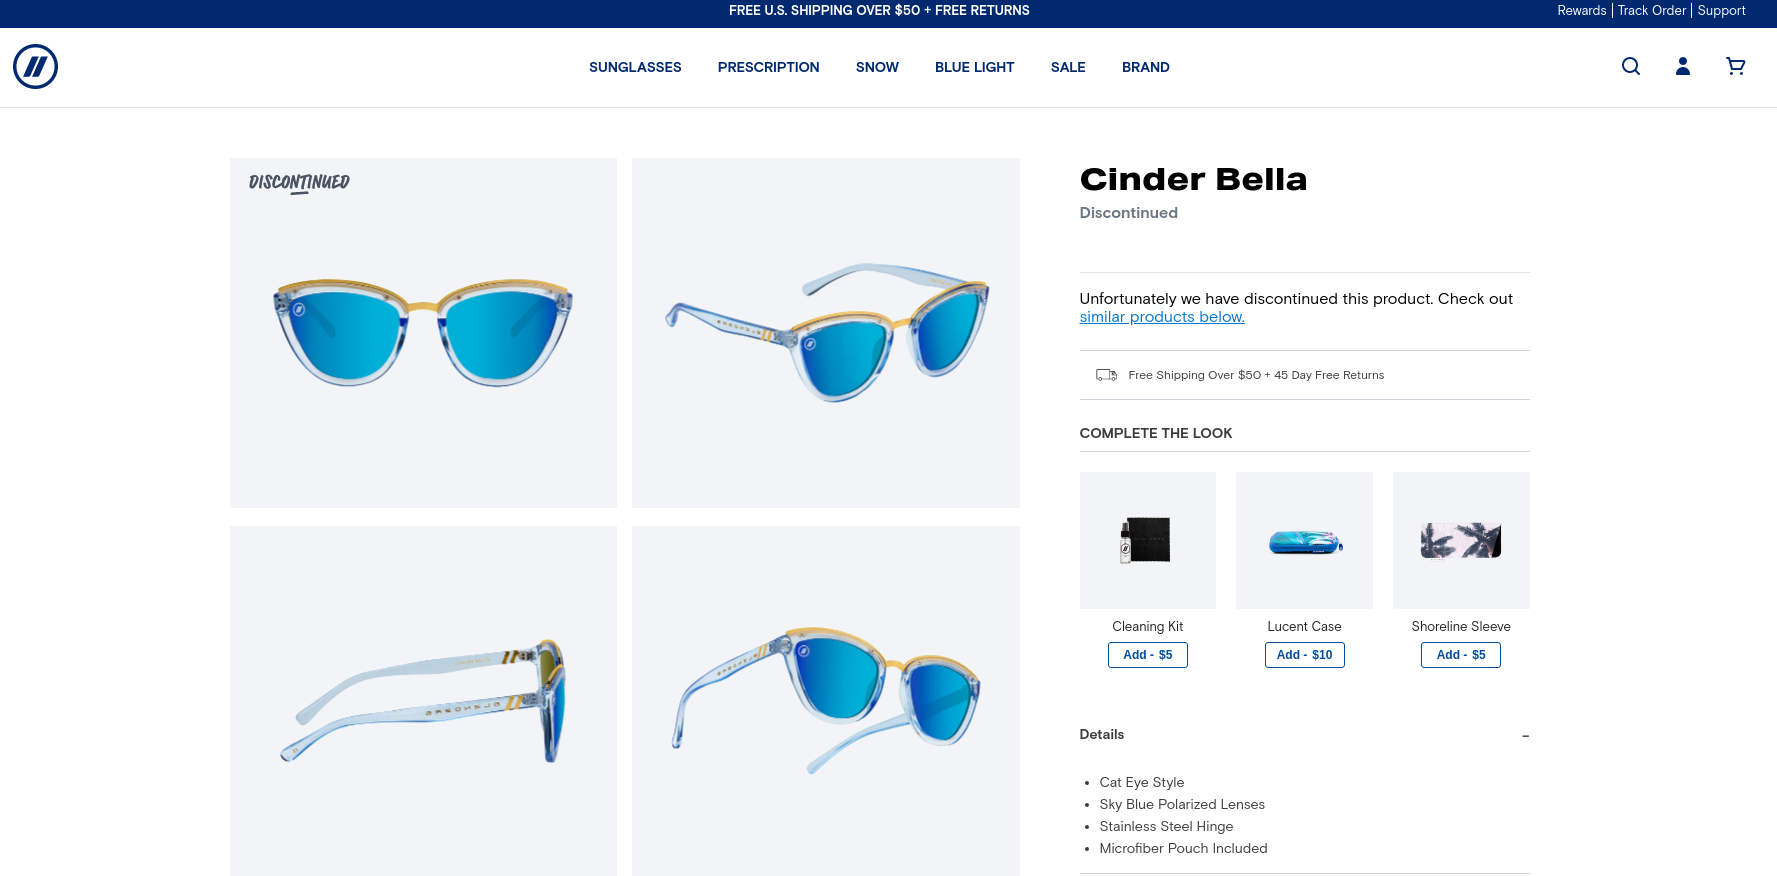 FREE U.S. SHIPPING OVER $50 + FREE RETURNS
Rewards | Track Order | Support
SUNGLASSES PRESCRIPTION SNOW BLUE LIGHT SALE BRAND
DISCONTINUED
Cinder Bella
Discontinued
Unfortunately we have discontinued this product. Check out
similar products below.
Free Shipping Over $50 + 45 Day Free Returns
COMPLETE THE LOOK
Cleaning Kit Lucent Case Shoreline Sleeve
Add - $5 Add - $10 Add - $5
Details –
• Cat Eye Style
• Sky Blue Polarized Lenses
• Stainless Steel Hinge
• Microfiber Pouch Included